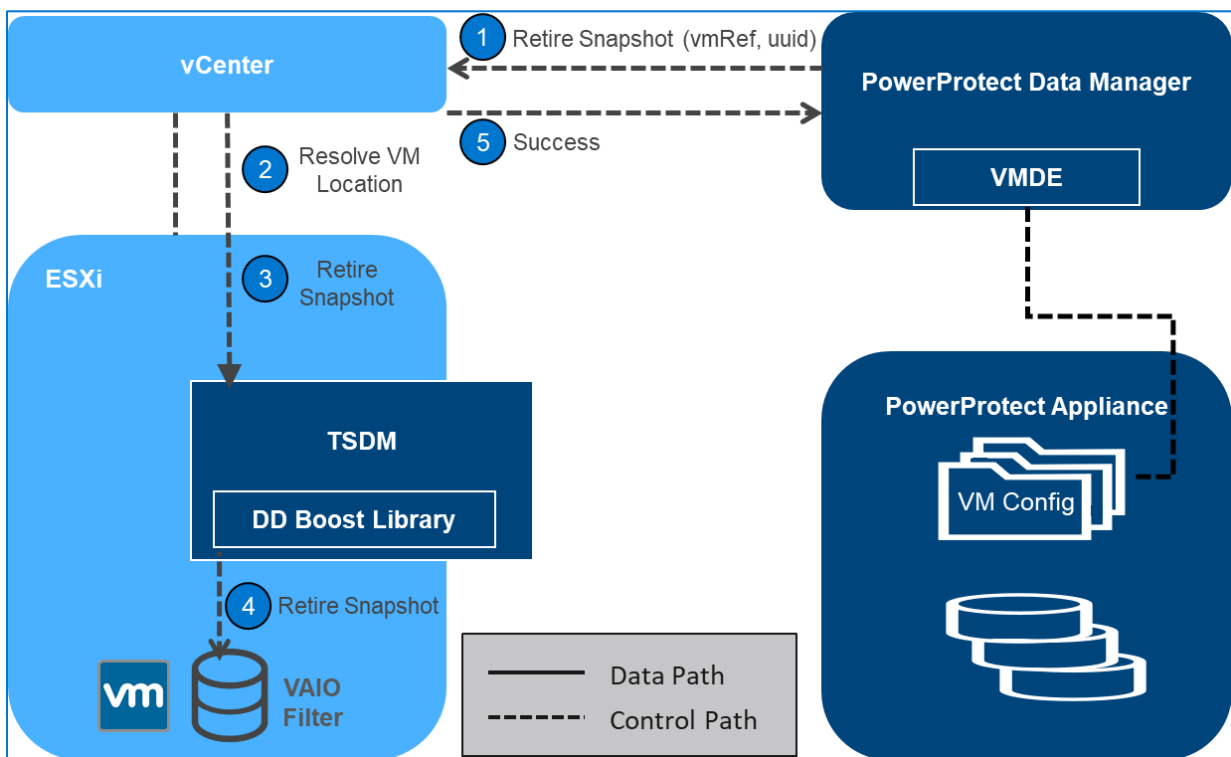 vCenter
1
Retire Snapshot (vmRef, uuid)
PowerProtect Data Manager
5
Success
VMDE
2
Resolve VM
Location
ESXi
3
Retire
Snapshot
TSDM
DD Boost Library
PowerProtect Appliance
VM Config
4
Retire Snapshot
vm
VAIO
Filter
Data Path
Control Path